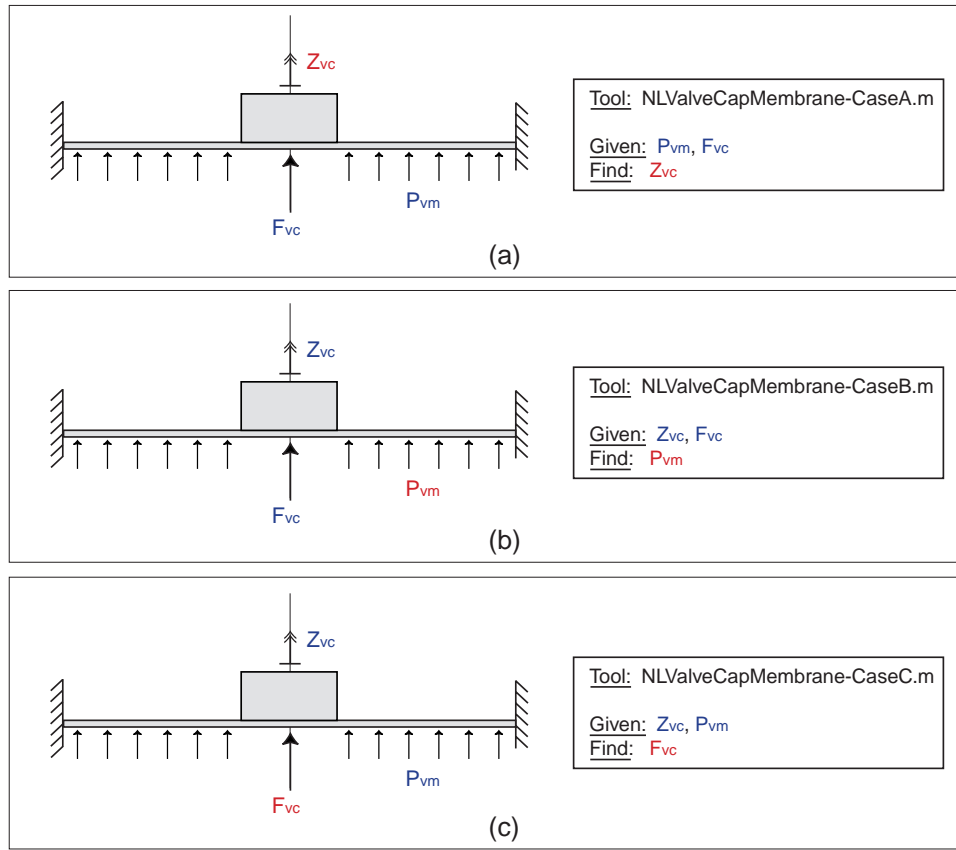 Zvc
Tool: NLValveCapMembrane-CaseA.m
Given: Pvm, Fvc
Find: Zvc
Pvm
Fvc
(a)
Zvc
Tool: NLValveCapMembrane-CaseB.m
Given: Zvc, Fvc
Find: Pvm
Pvm
Fvc
(b)
Zvc
Tool: NLValveCapMembrane-CaseC.m
Given: Zvc, Pvm
Find: Fvc
Pvm
Fvc
(c)